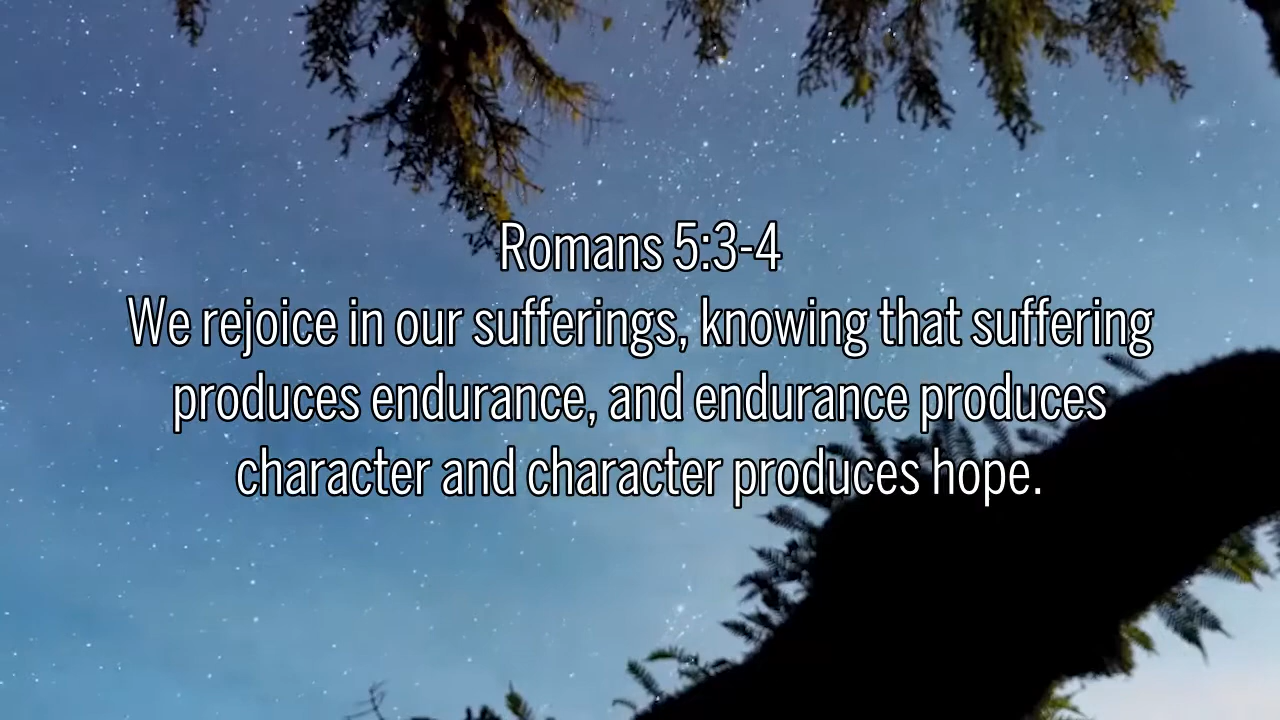 Romans 5:3-4
We rejoice in our sufferings, knowing that suffering
produces endurance, and endurance produces
character and character produces hope.